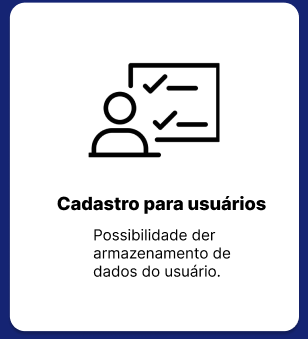 Cadastro para usuários
Possibilidade der
armazenamento de
dados do usuário.